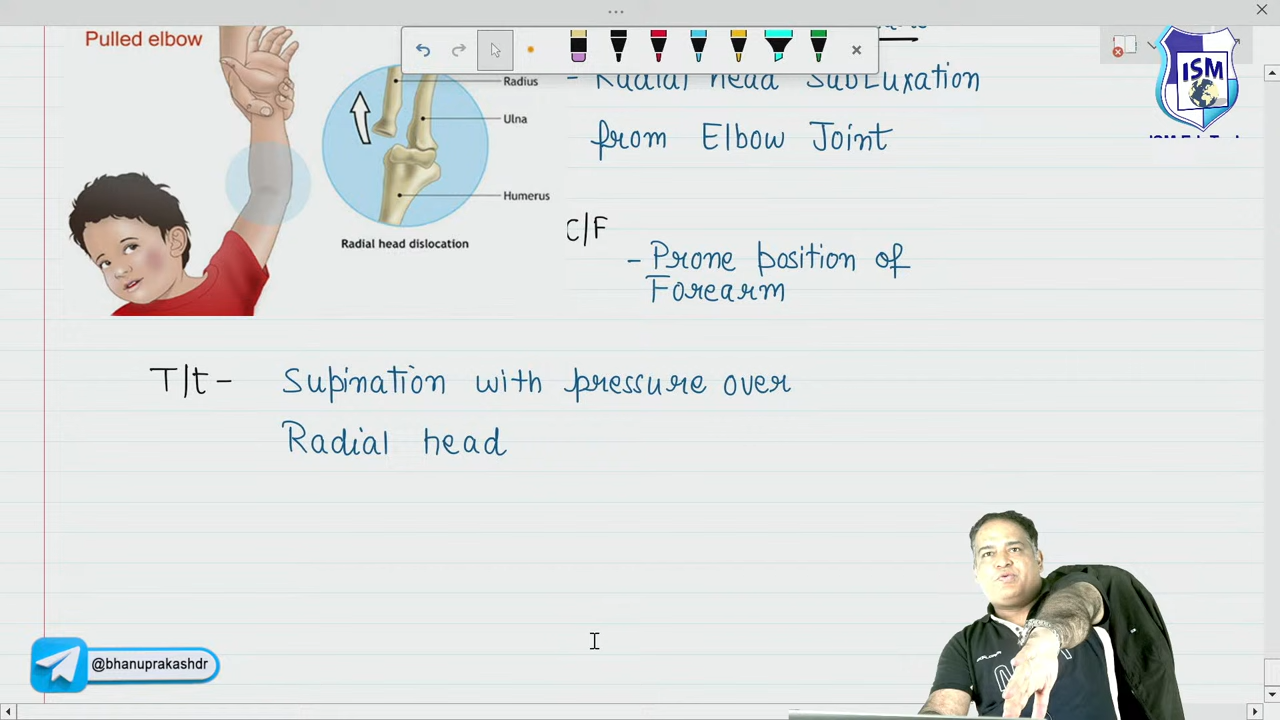 Pulled elbow
Radius
Ulna
Humerus
Radial head dislocation
- Radial head SubLuxation
from Elbow Joint
C/F
- Prone position of
Forearm
T/t - Supination with pressure over
Radial head
ISM
@bhanuprakashdr